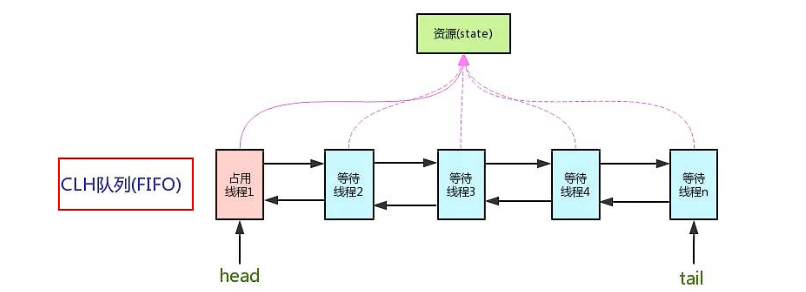 资源(state)
CLH队列(FIFO)
占用
线程1
等待
线程2
等待
线程3
等待
线程4
等待
线程n
head
tail